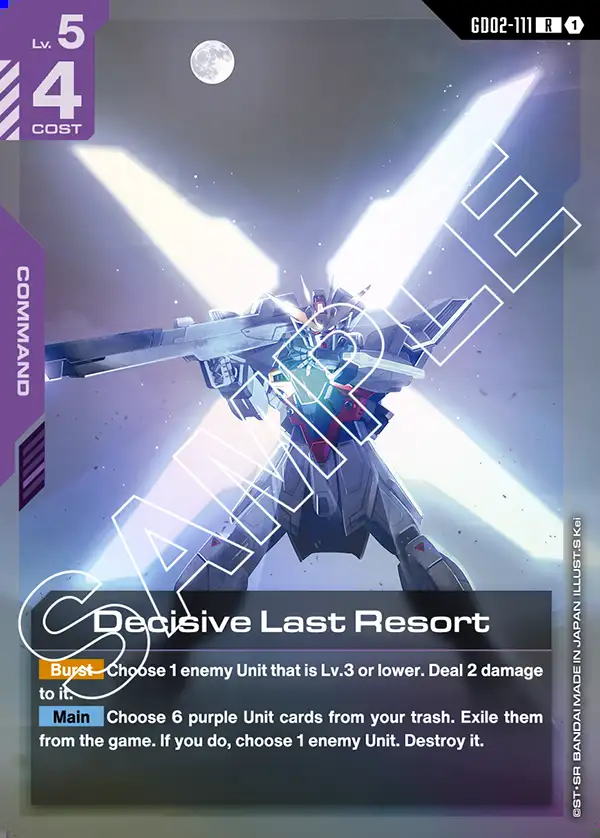 Lv. 5
4
COST
GD02-111 R 1
COMMAND
SAMPLE
Decisive Last Resort
Burst Choose 1 enemy Unit that is Lv.3 or lower. Deal 2 damage
to it.
Main Choose 6 purple Unit cards from your trash. Exile them
from the game. If you do, choose 1 enemy Unit. Destroy it.
©ST・SR BANDAI MADE IN JAPAN ILLUST.S Kei